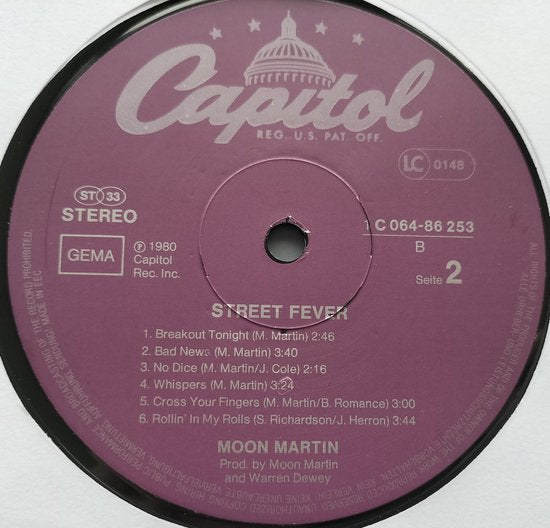 Capitol
REG. U.S. PAT. OFF.
LC 0148
ST 33
STEREO
GEMA
℗ 1980
Capitol
Rec. Inc.
1C 064-86 253
B
Seite 2
STREET FEVER
1. Breakout Tonight (M. Martin) 2:46
2. Bad News (M. Martin) 3:40
3. No Dice (M. Martin/J. Cole) 2:16
4. Whispers (M. Martin) 3:24
5. Cross Your Fingers (M. Martin/B. Romance) 3:00
6. Rollin' In My Rolls (S. Richardson/J. Herron) 3:44
MOON MARTIN
Prod. by Moon Martin
and Warren Dewey